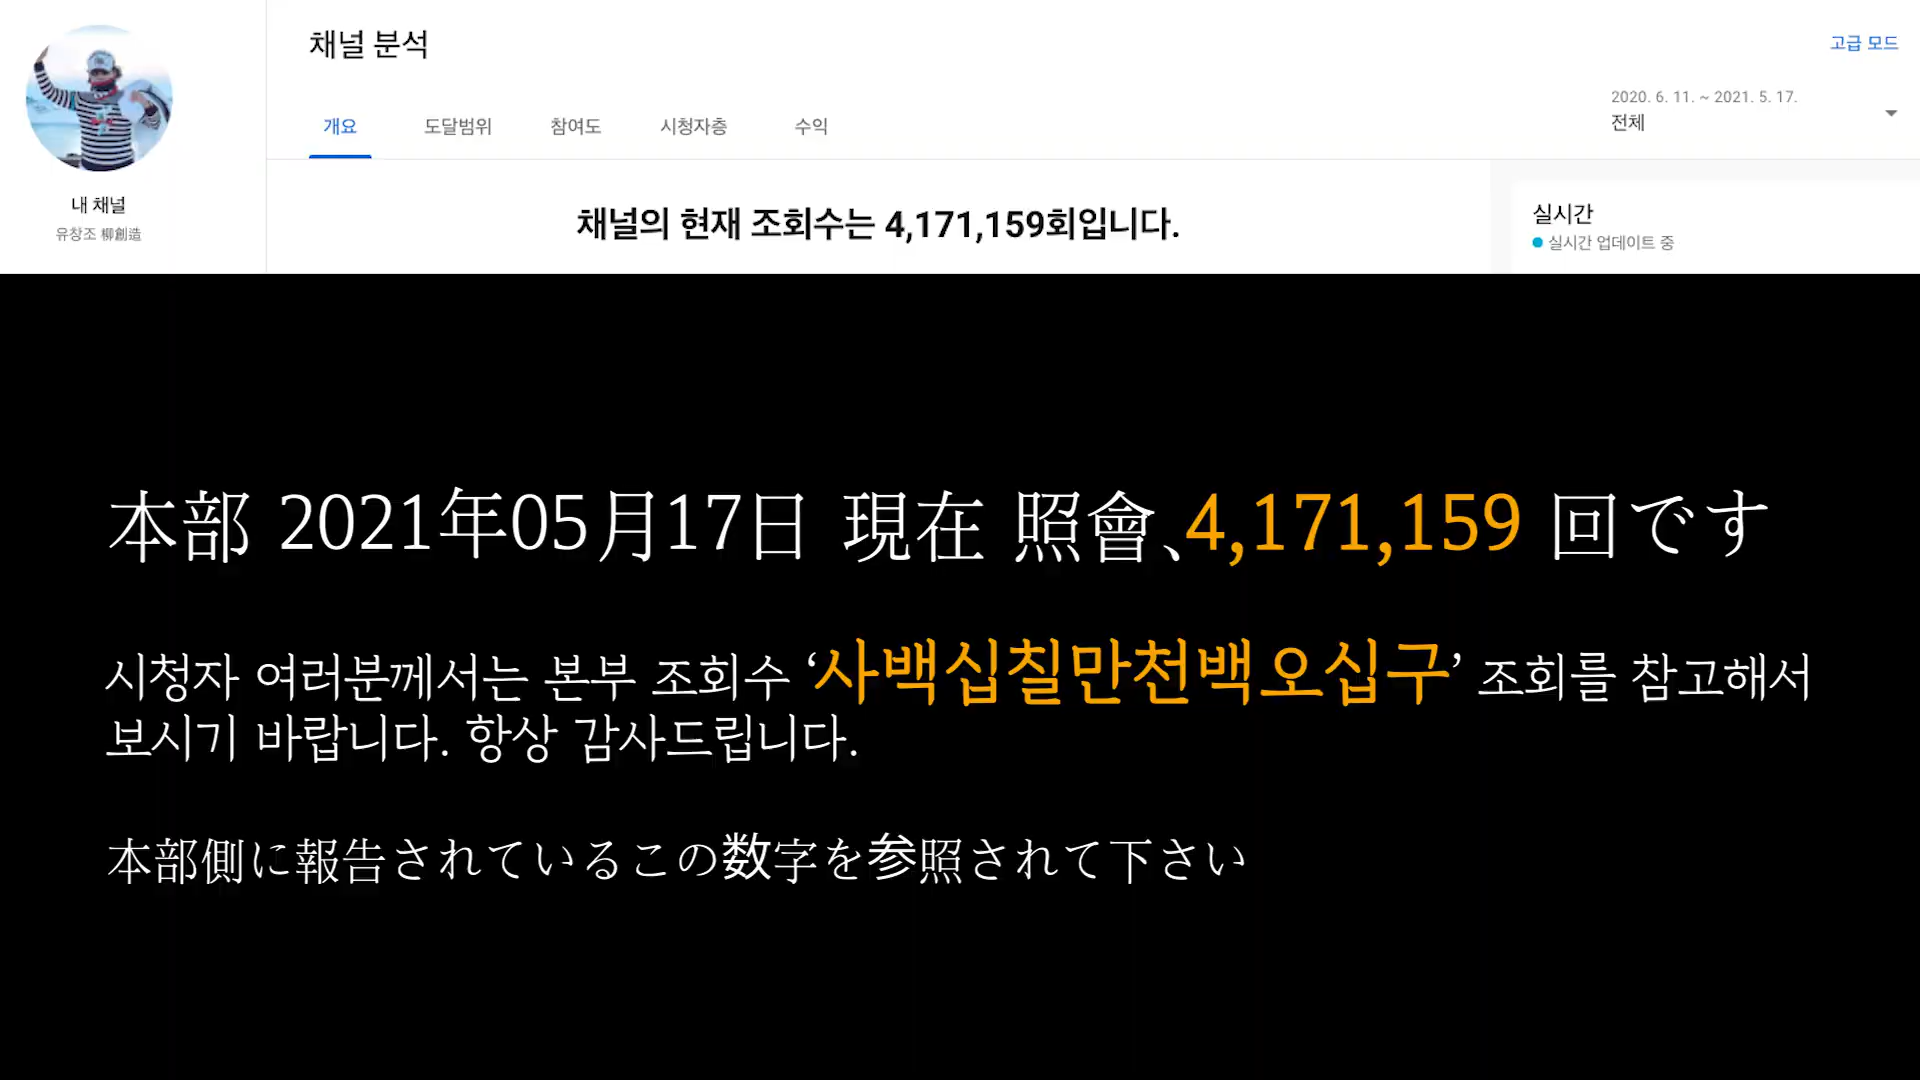 채널 분석
고급 모드
2020. 6. 11. ~ 2021. 5. 17.
전체
개요 도달범위 참여도 시청자층 수익
내 채널
유창조 柳創造
채널의 현재 조회수는 4,171,159회입니다.
실시간
실시간 업데이트 중
本部 2021年05月17日 現在 照會、4,171,159 回です
시청자 여러분께서는 본부 조회수 ‘사백십칠만천백오십구’ 조회를 참고해서
보시기 바랍니다. 항상 감사드립니다.
本部側に報告されているこの数字を参照されて下さい